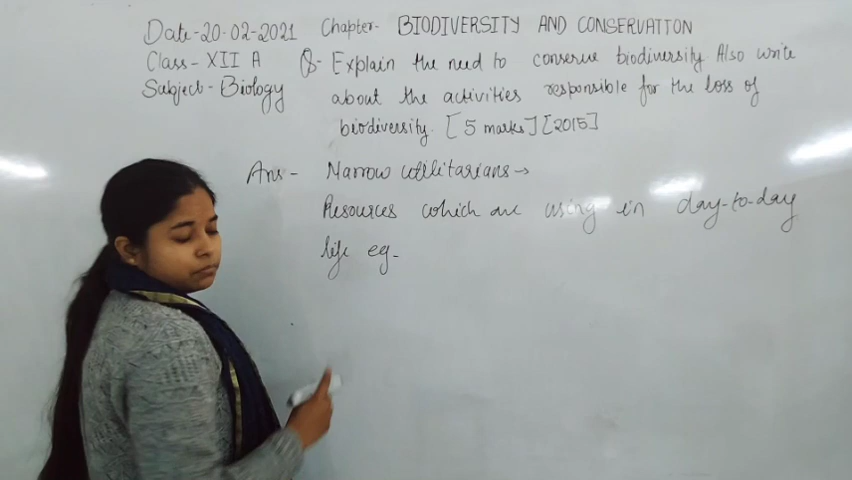 Date-20-02-2021 Chapter- BIODIVERSITY AND CONSERVATION
Class- XII A Q- Explain the need to conserve biodiversity. Also write
Subject- Biology about the activities responsible for the loss of
biodiversity. [5 marks] [2015]
Ans- Narrow utilitarians→
Resources which are using in day-to-day
life eg-